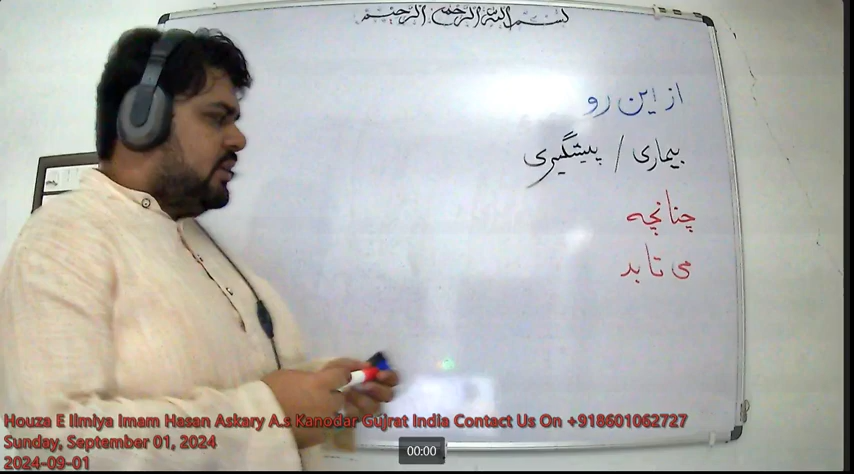 بسم الله الرحمن الرحیم
از این رو
بیماری / پیشگیری
چنانچه
می تابد
Houza E Ilmiya Imam Hasan Askary A.s Kanodar Gujrat India Contact Us On +918601062727
Sunday, September 01, 2024
2024-09-01
00:00